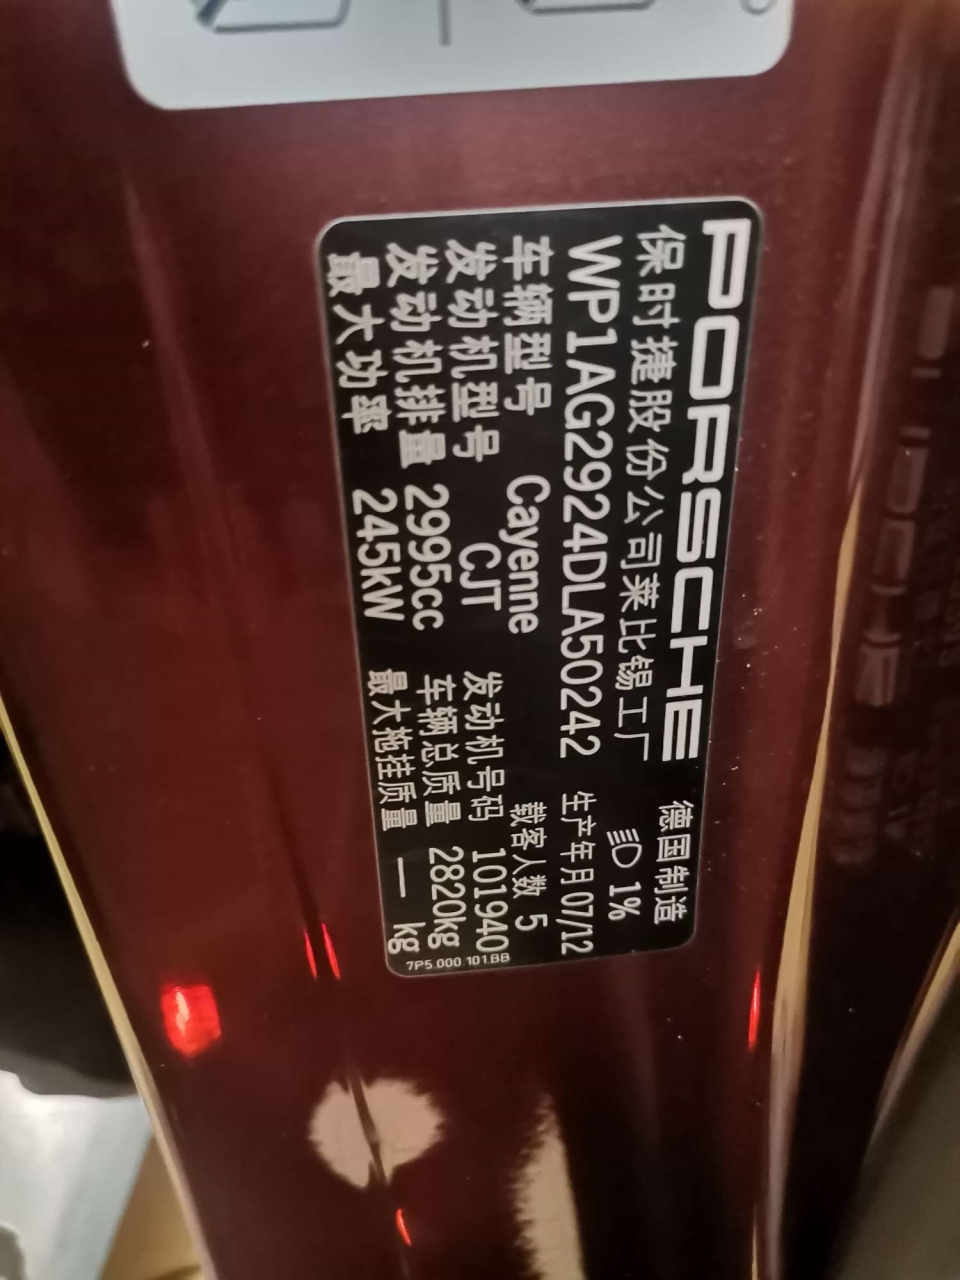 PORSCHE
保时捷股份公司莱比锡工厂 德国制造
WP1AG2924DLA50242 1%
生产年月 07/12
车辆型号 Cayenne 载客人数 5
发动机型号 CJT 发动机号码 101940
发动机排量 2995cc 车辆总质量 2820kg
最大功率 245kW 最大拖挂质量 — kg
7P5.000.101.BB